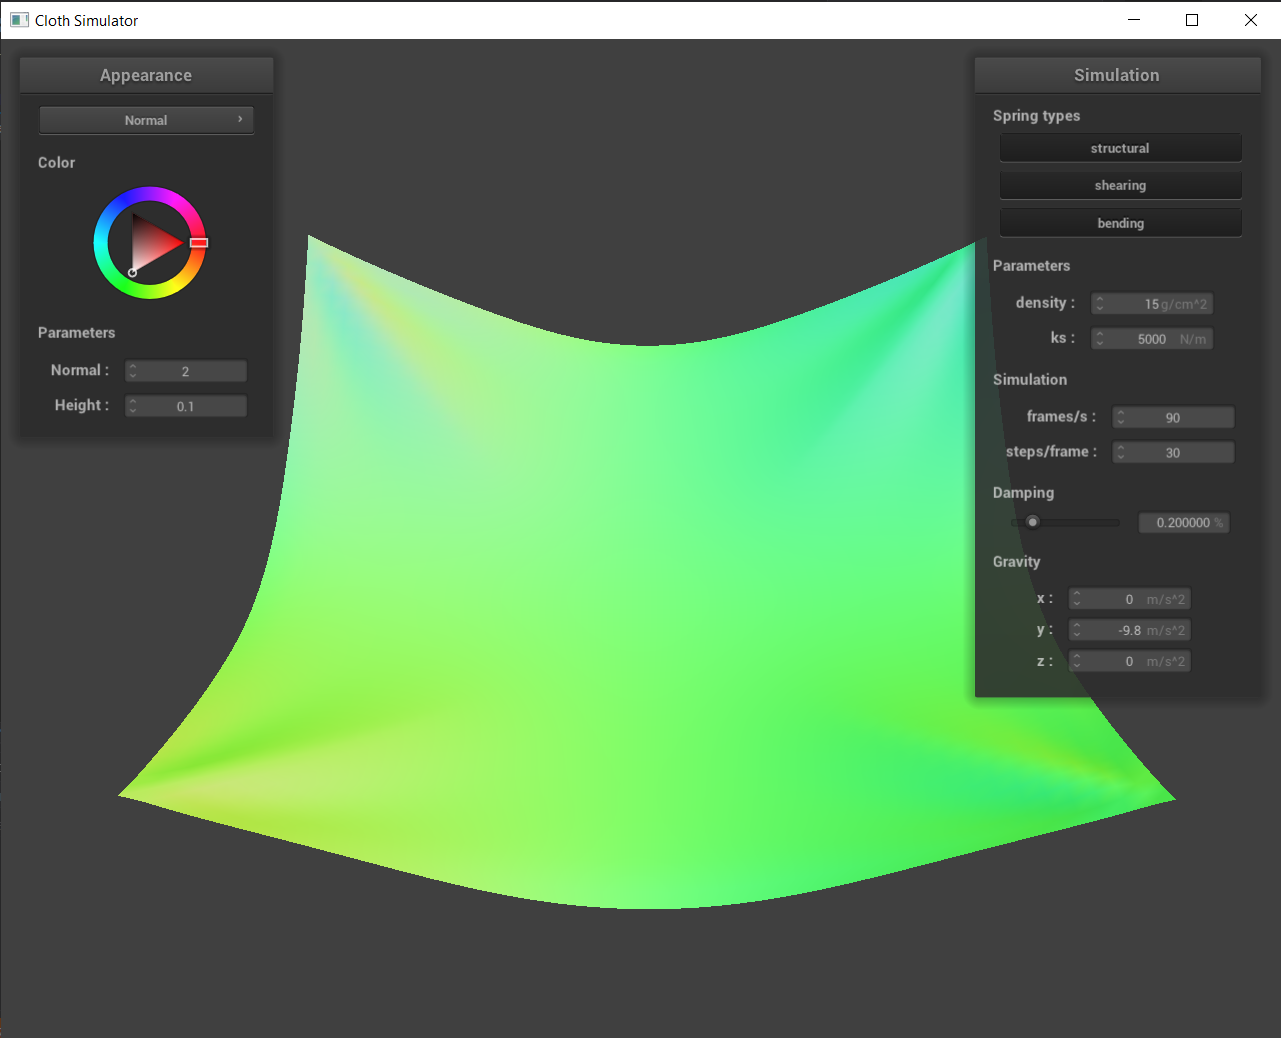 Cloth Simulator
Appearance
Normal
Color
Parameters
Normal : 2
Height : 0.1
Simulation
Spring types
structural
shearing
bending
Parameters
density : 15 g/cm^2
ks : 5000 N/m
Simulation
frames/s : 90
steps/frame : 30
Damping
0.200000 %
Gravity
x : 0 m/s^2
y : -9.8 m/s^2
z : 0 m/s^2